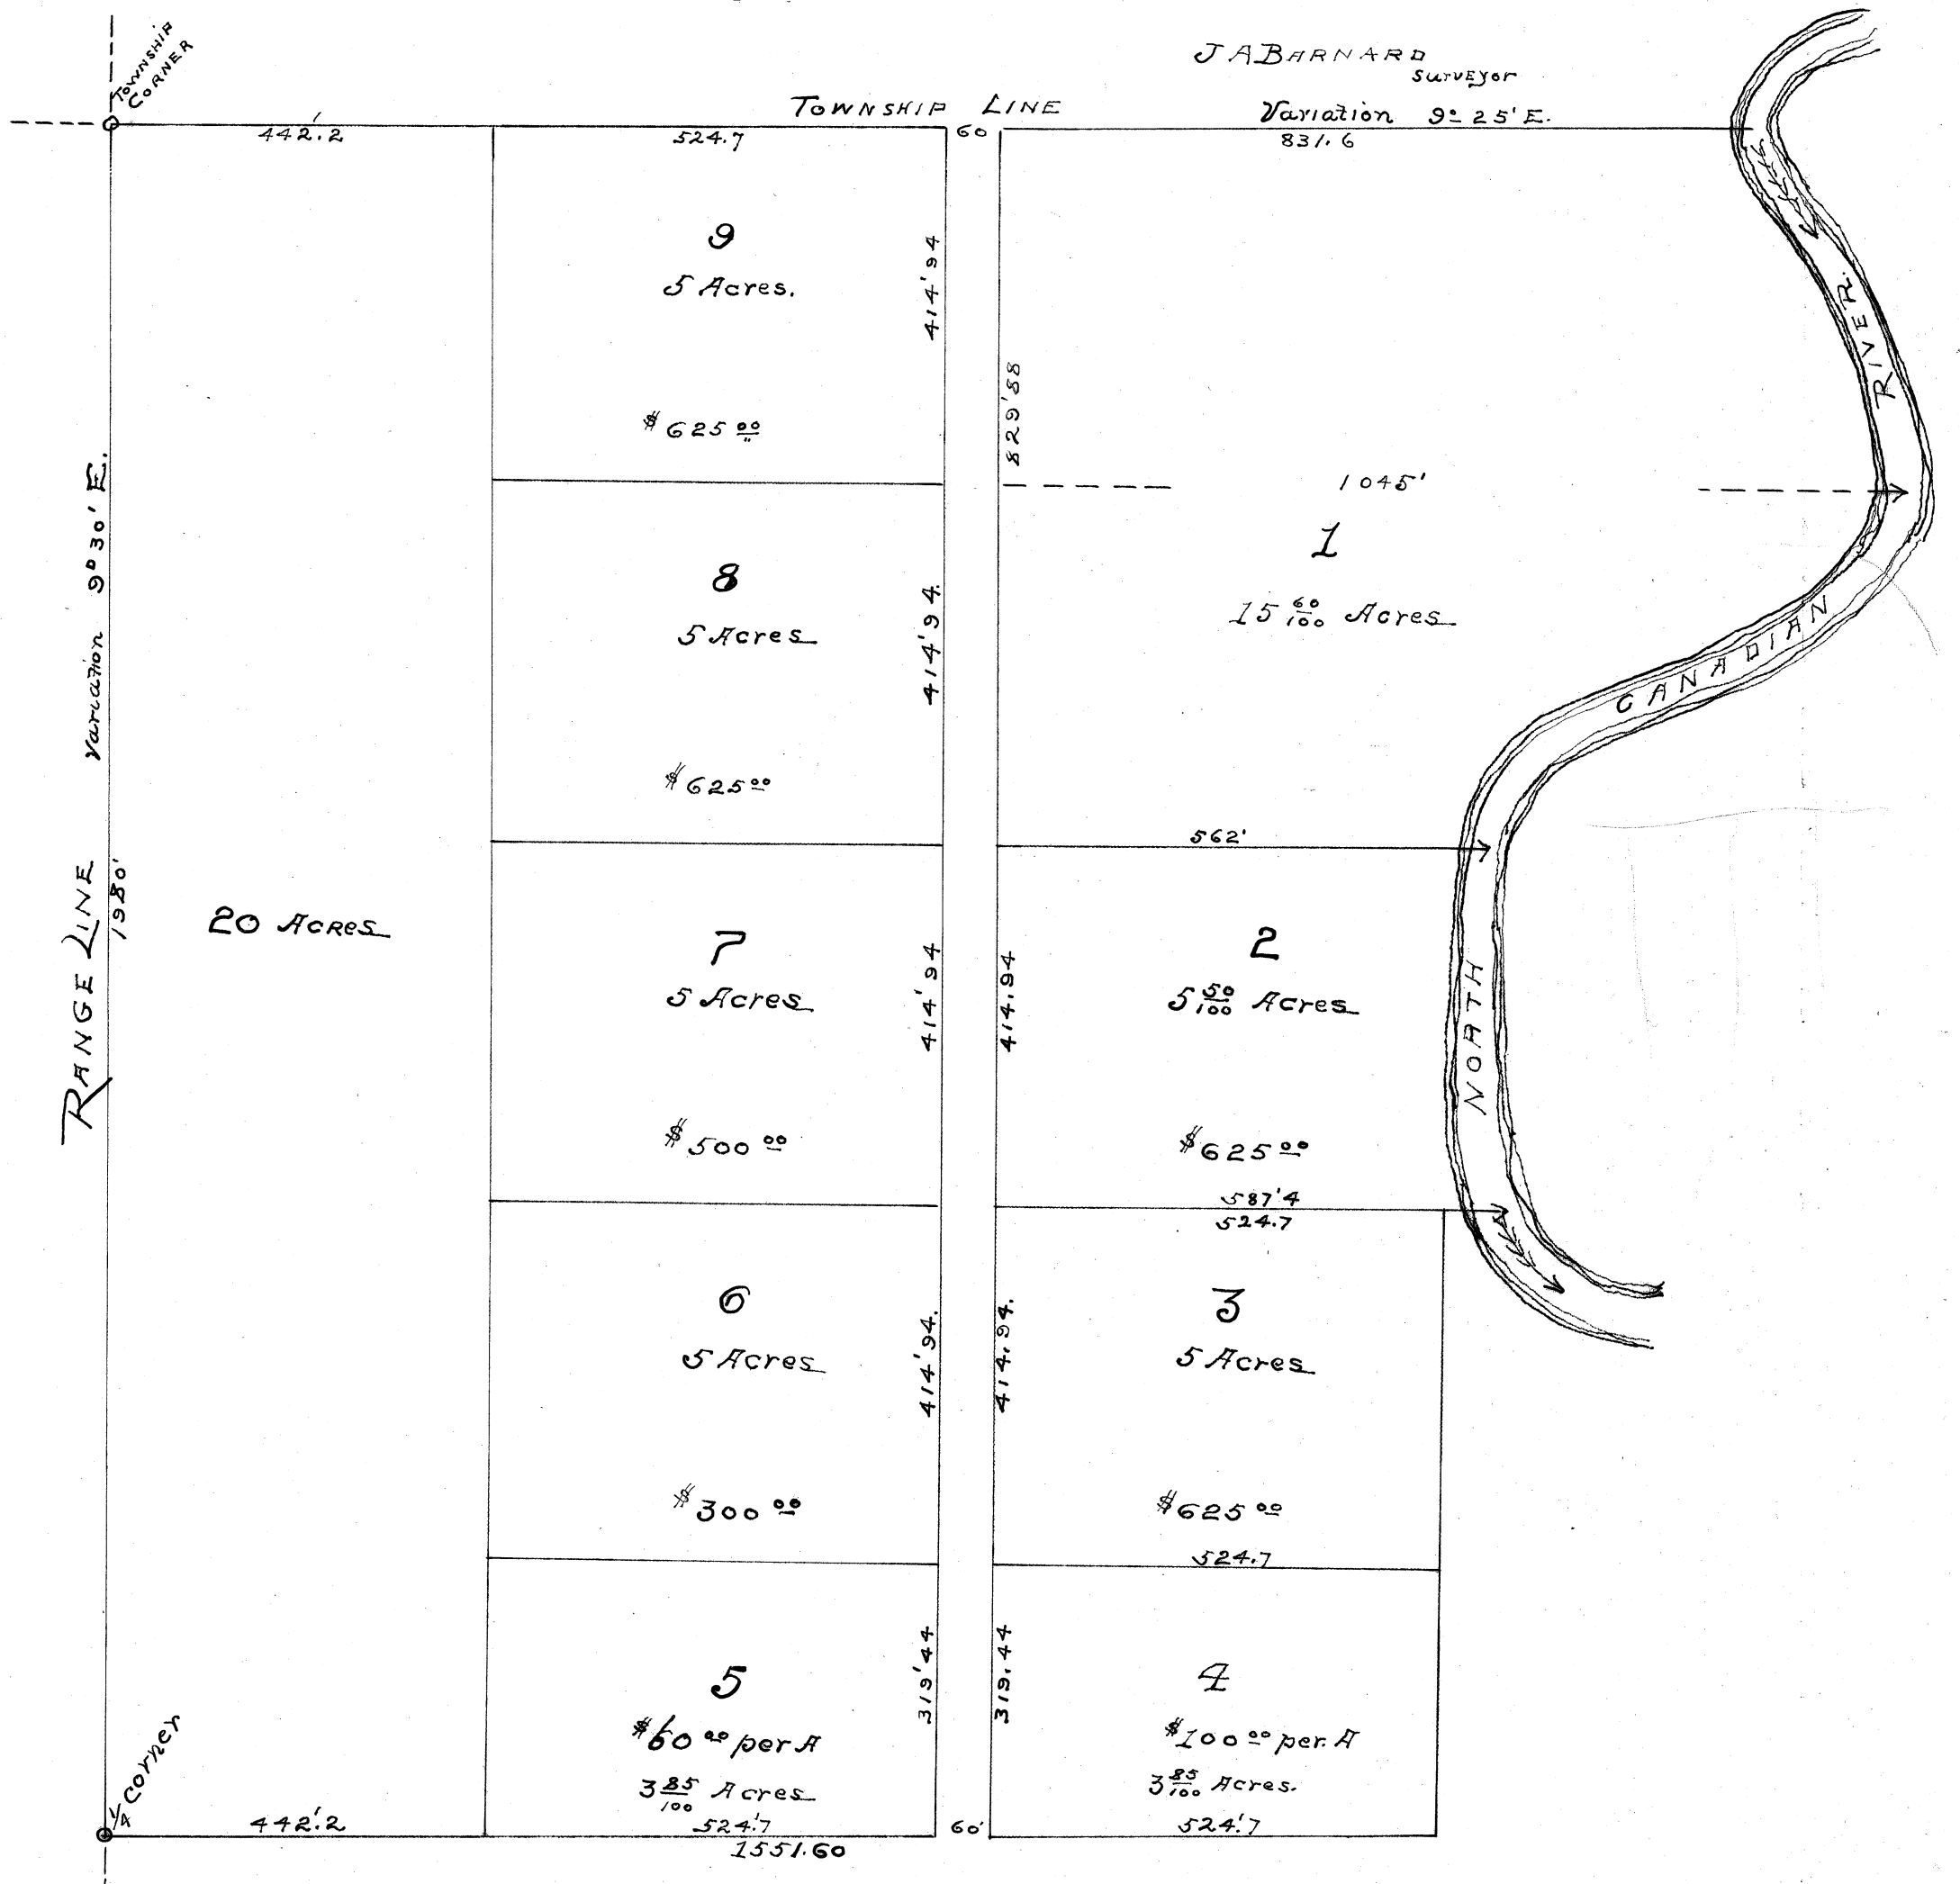 TOWNSHIP
CORNER
J A BARNARD
Surveyor
TOWNSHIP LINE
Variation 9° 25' E.
442.2'
524.7
60
831.6
9
5 Acres.
$ 625 00
414'94
829'88
RIVER.
1045'
1
15 60/100 Acres
CANADIAN
8
5 Acres
$ 625 00
414'94.
562'
Variation 9° 30' E.
RANGE LINE
1980'
20 Acres
7
5 Acres
$ 500 00
414'94
414.94
2
5 50/100 Acres
$ 625 00
NORTH
587'4
524.7
6
5 Acres
$ 300 00
414'94.
414.94.
3
5 Acres
$ 625 00
524.7
5
$ 60 00 per A
3 85/100 Acres
524.'7
319'44
319.44
4
$ 100 00 per. A
3 85/100 Acres.
524.'7
1/4 Corner
442.'2
60'
1551.60